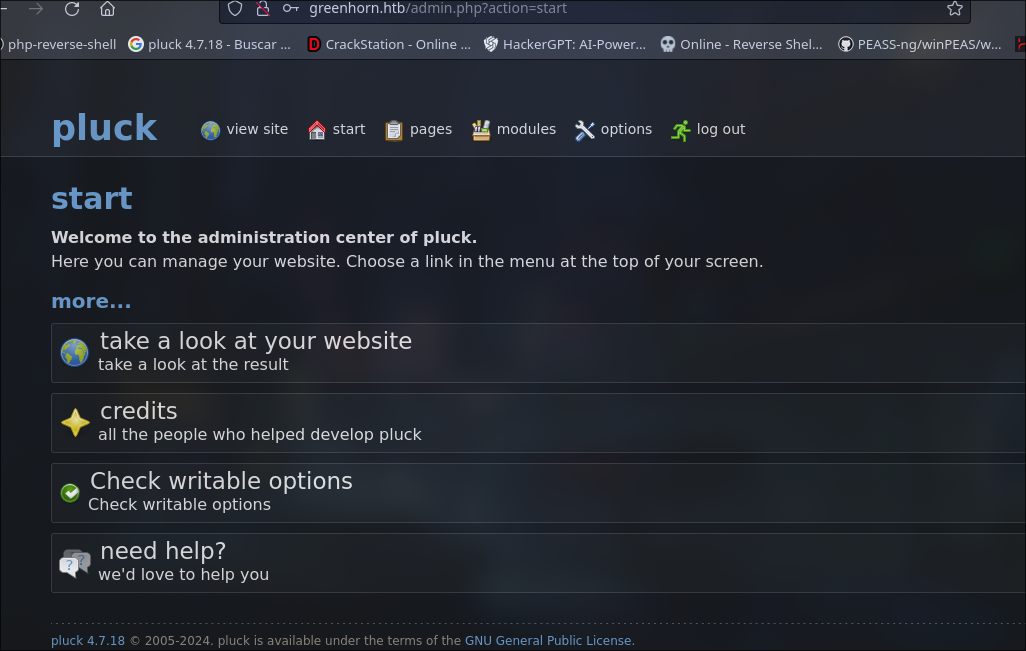 greenhorn.htb/admin.php?action=start
php-reverse-shell pluck 4.7.18 - Buscar ... CrackStation - Online ... HackerGPT: AI-Power... Online - Reverse Shel... PEASS-ng/winPEAS/w...
pluck view site start pages modules options log out
start
Welcome to the administration center of pluck.
Here you can manage your website. Choose a link in the menu at the top of your screen.
more...
take a look at your website
take a look at the result
credits
all the people who helped develop pluck
Check writable options
Check writable options
need help?
we'd love to help you
pluck 4.7.18 © 2005-2024. pluck is available under the terms of the GNU General Public License.